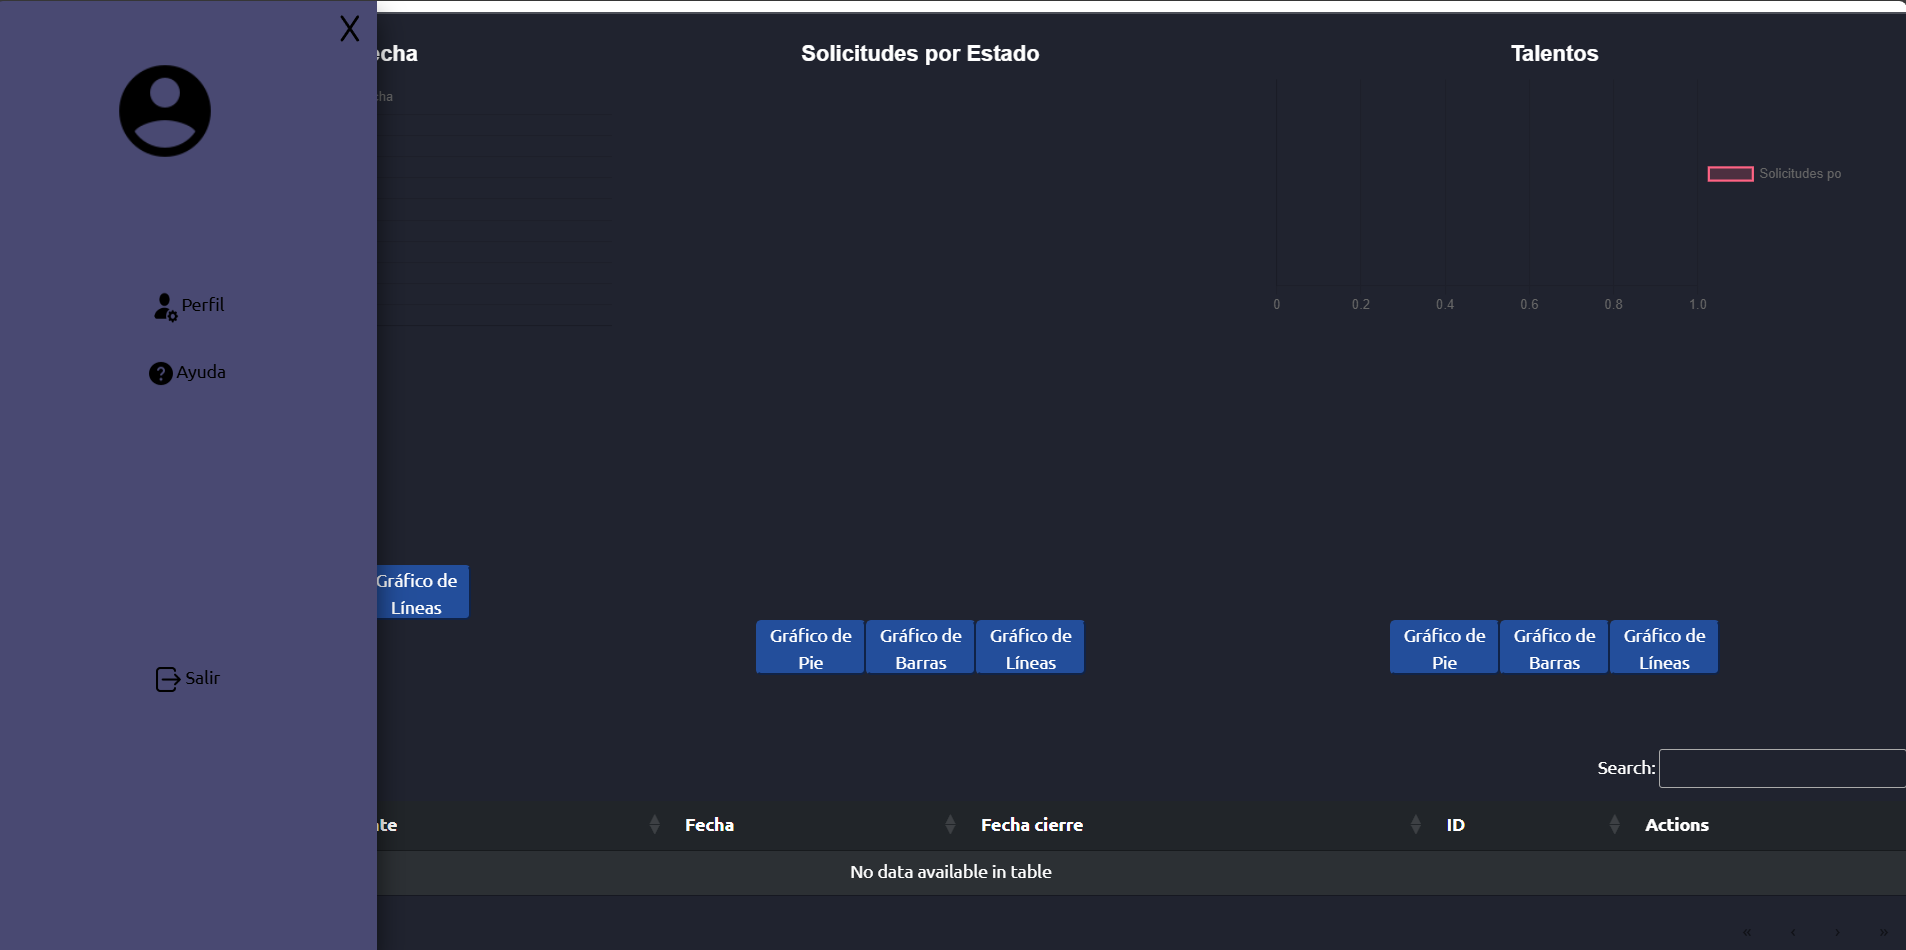 X
echa
Solicitudes por Estado
Talentos
cha
Solicitudes po
0 0.2 0.4 0.6 0.8 1.0
Perfil
Ayuda
Gráfico de
Líneas
Gráfico de
Pie
Gráfico de
Barras
Gráfico de
Líneas
Gráfico de
Pie
Gráfico de
Barras
Gráfico de
Líneas
Salir
Search:
te Fecha Fecha cierre ID Actions
No data available in table
« ‹ › »